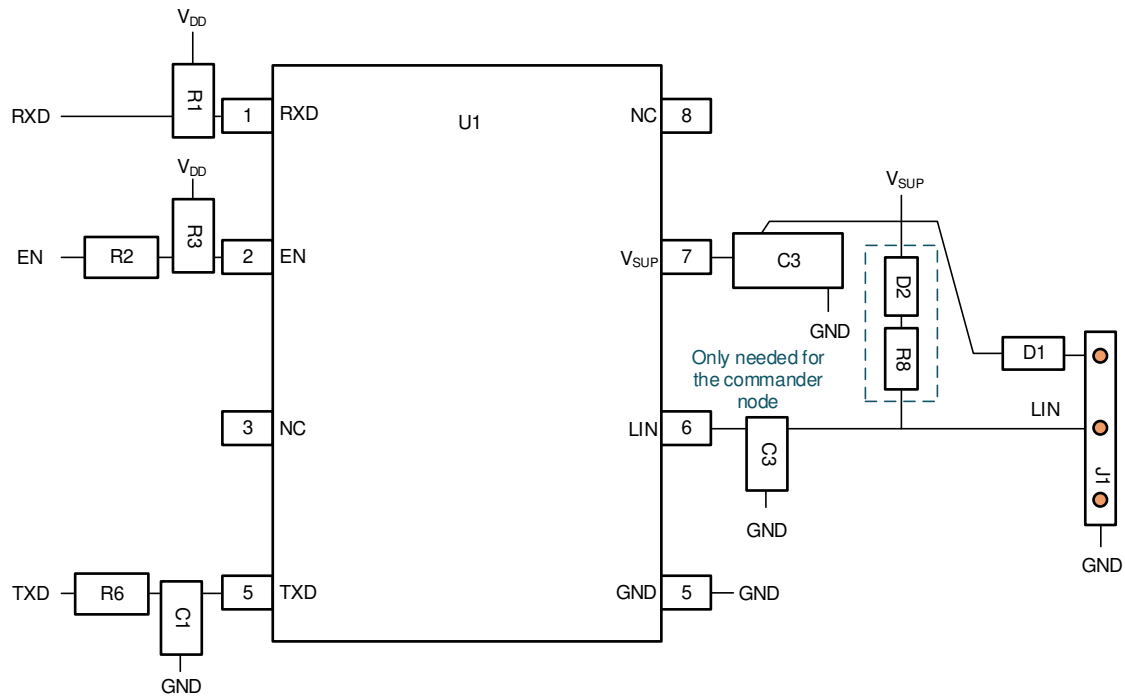 VDD
RXD
R1
1
RXD
U1
NC
8
VDD
EN
R2
R3
2
EN
VSUP
7
C3
GND
VSUP
D2
R8
D1
Only needed for
the commander
node
3
NC
LIN
6
C3
GND
LIN
J1
GND
TXD
R6
C1
GND
5
TXD
GND
5
GND